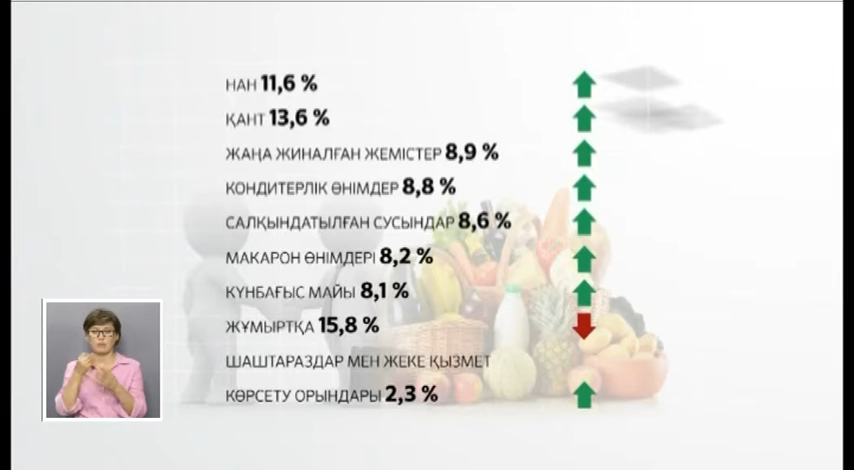 НАН 11,6 %
ҚАНТ 13,6 %
ЖАҢА ЖИНАЛҒАН ЖЕМІСТЕР 8,9 %
КОНДИТЕРЛІК ӨНІМДЕР 8,8 %
САЛҚЫНДАТЫЛҒАН СУСЫНДАР 8,6 %
МАКАРОН ӨНІМДЕРІ 8,2 %
КҮНБАҒЫС МАЙЫ 8,1 %
ЖҰМЫРТҚА 15,8 %
ШАШТАРАЗДАР МЕН ЖЕКЕ ҚЫЗМЕТ
КӨРСЕТУ ОРЫНДАРЫ 2,3 %